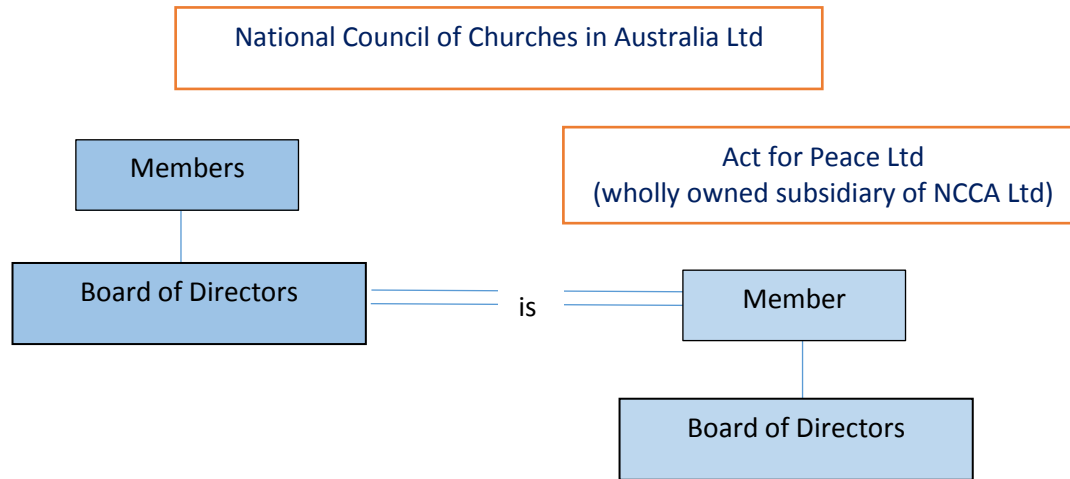 National Council of Churches in Australia Ltd
Act for Peace Ltd
(wholly owned subsidiary of NCCA Ltd)
Members
Board of Directors
is
Member
Board of Directors